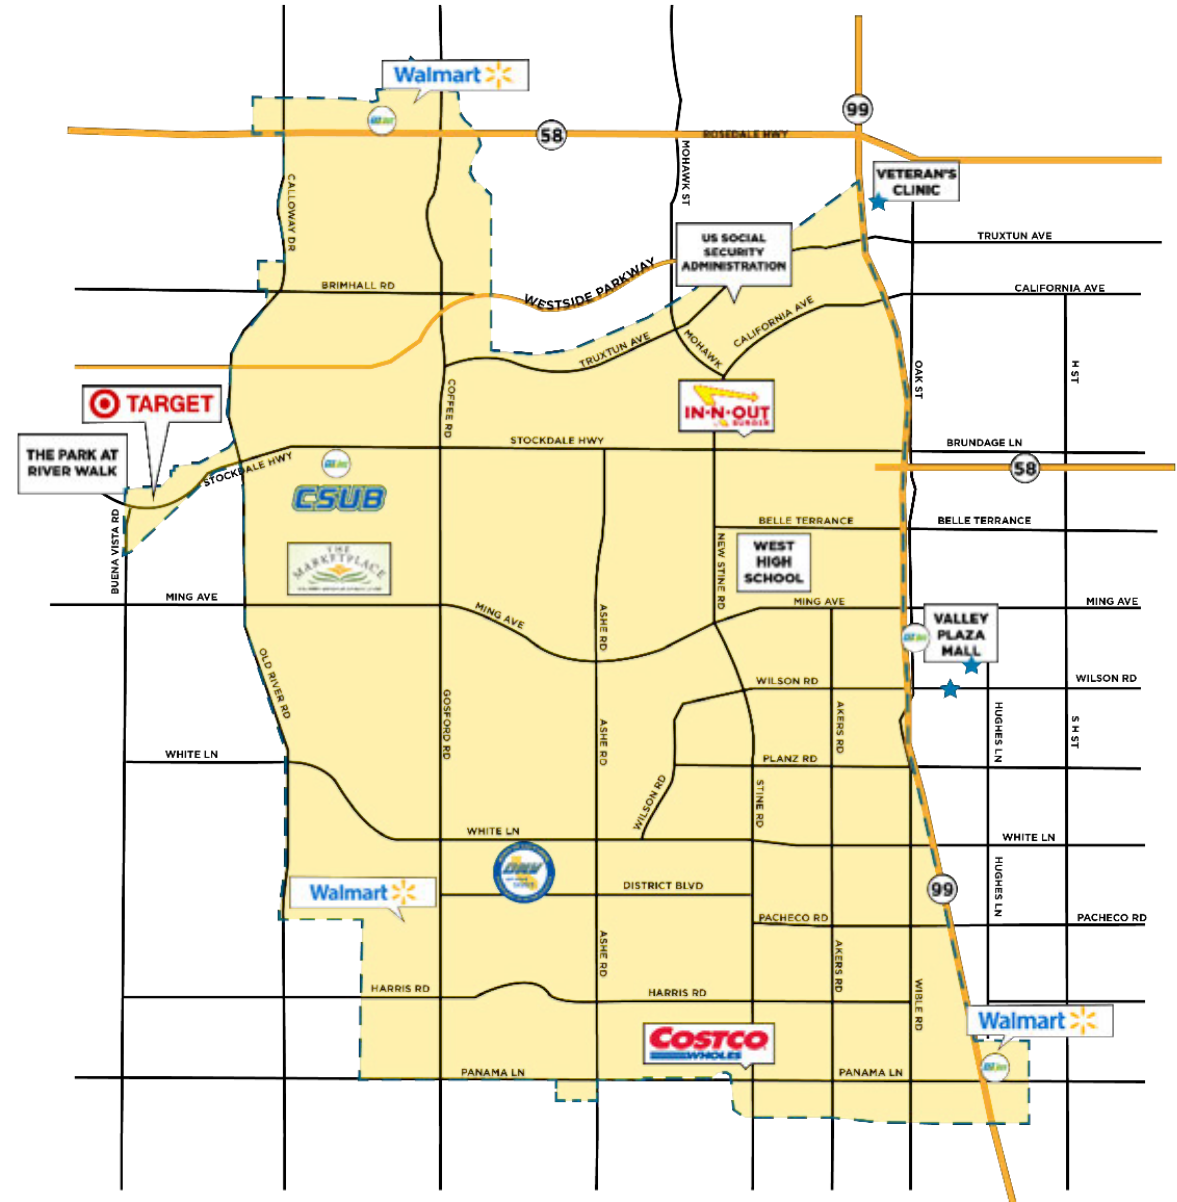 Walmart
99
58
ROSEDALE HWY
MOHAWK ST
VETERAN'S
CLINIC
CALLOWAY DR
TRUXTUN AVE
US SOCIAL
SECURITY
ADMINISTRATION
WESTSIDE PARKWAY
BRIMHALL RD
CALIFORNIA AVE
CALIFORNIA AVE
TRUXTUN AVE
MOHAWK
OAK ST
H ST
COFFEE RD
TARGET
IN-N-OUT
BURGER
THE PARK AT
RIVER WALK
STOCKDALE HWY
STOCKDALE HWY
BRUNDAGE LN
58
CSUB
BUENA VISTA RD
BELLE TERRANCE
BELLE TERRANCE
THE
MARKETPLACE
NEW STINE RD
WEST
HIGH
SCHOOL
MING AVE
MING AVE
ASHE RD
MING AVE
MING AVE
VALLEY
PLAZA
MALL
OLD RIVER RD
GOSFORD RD
WILSON RD
WILSON RD
AKERS RD
HUGHES LN
S H ST
ASHE RD
WHITE LN
PLANZ RD
WILSON RD
STINE RD
WHITE LN
WHITE LN
DMV
HUGHES LN
Walmart
DISTRICT BLVD
99
PACHECO RD
PACHECO RD
ASHE RD
AKERS RD
HARRIS RD
HARRIS RD
WIBLE RD
Walmart
COSTCO
WHOLES
PANAMA LN
PANAMA LN